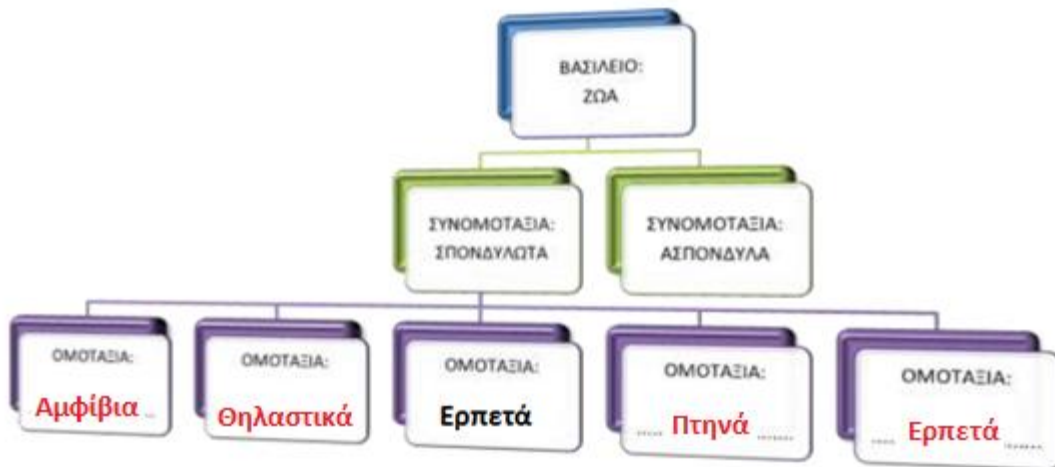 ΒΑΣΙΛΕΙΟ:
ΖΩΑ
ΣΥΝΟΜΟΤΑΞΙΑ:
ΣΠΟΝΔΥΛΩΤΑ
ΣΥΝΟΜΟΤΑΞΙΑ:
ΑΣΠΟΝΔΥΛΑ
ΟΜΟΤΑΞΙΑ:
Αμφίβια ..
ΟΜΟΤΑΞΙΑ:
Θηλαστικά
ΟΜΟΤΑΞΙΑ:
Ερπετά
ΟΜΟΤΑΞΙΑ:
..... Πτηνά .......
ΟΜΟΤΑΞΙΑ:
..... Ερπετά .......